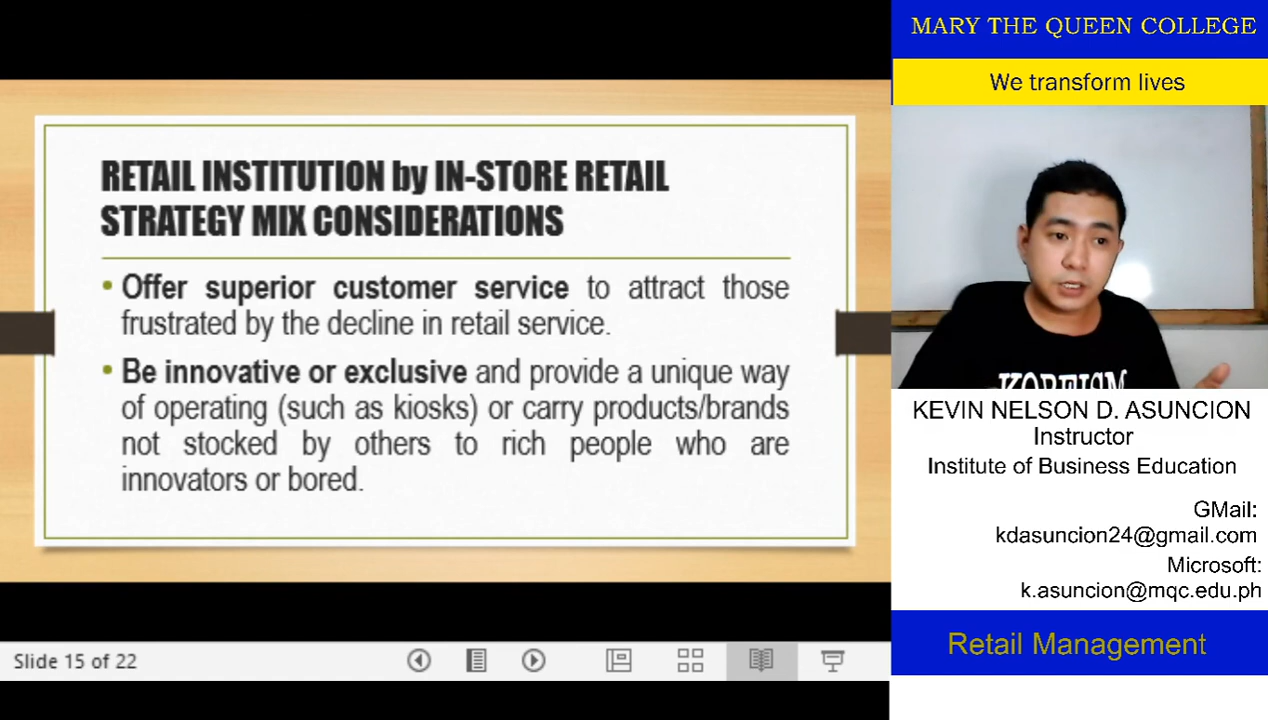 RETAIL INSTITUTION by IN-STORE RETAIL
STRATEGY MIX CONSIDERATIONS
• Offer superior customer service to attract those
frustrated by the decline in retail service.
• Be innovative or exclusive and provide a unique way
of operating (such as kiosks) or carry products/brands
not stocked by others to rich people who are
innovators or bored.
Slide 15 of 22
MARY THE QUEEN COLLEGE
We transform lives
KEVIN NELSON D. ASUNCION
Instructor
Institute of Business Education
GMail:
kdasuncion24@gmail.com
Microsoft:
k.asuncion@mqc.edu.ph
Retail Management